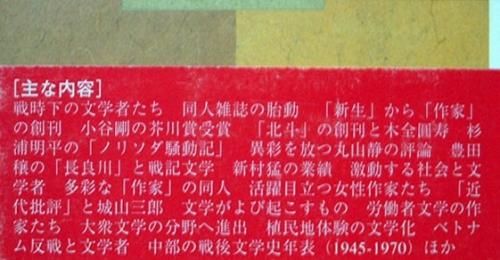 [主な内容]
戦時下の文学者たち 同人雑誌の胎動 「新生」から「作家」
の創刊 小谷剛の芥川賞受賞 「北斗」の創刊と木全圓壽 杉
浦明平の「ノリソダ騒動記」 異彩を放つ丸山静の評論 豊田
穣の「長良川」と戦記文学 新村猛の業績 激動する社会と文
学者 多彩な「作家」の同人 活躍目立つ女性作家たち 「近
代批評」と城山三郎 文学がよび起こすもの 労働者文学の作
家たち 大衆文学の分野へ進出 植民地体験の文学化 ベトナ
ム反戦と文学者 中部の戦後文学史年表 (1945-1970) ほか